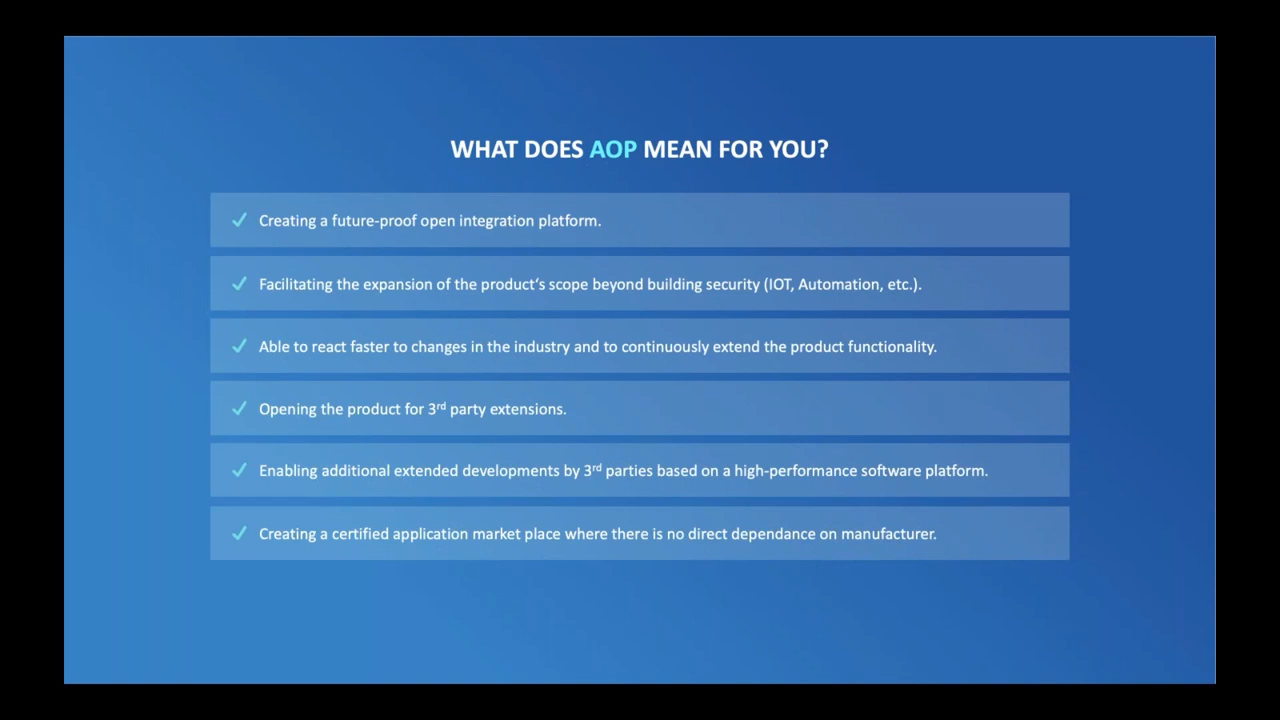 WHAT DOES AOP MEAN FOR YOU?
Creating a future-proof open integration platform.
Facilitating the expansion of the product's scope beyond building security (IOT, Automation, etc.).
Able to react faster to changes in the industry and to continuously extend the product functionality.
Opening the product for 3rd party extensions.
Enabling additional extended developments by 3rd parties based on a high-performance software platform.
Creating a certified application market place where there is no direct dependance on manufacturer.